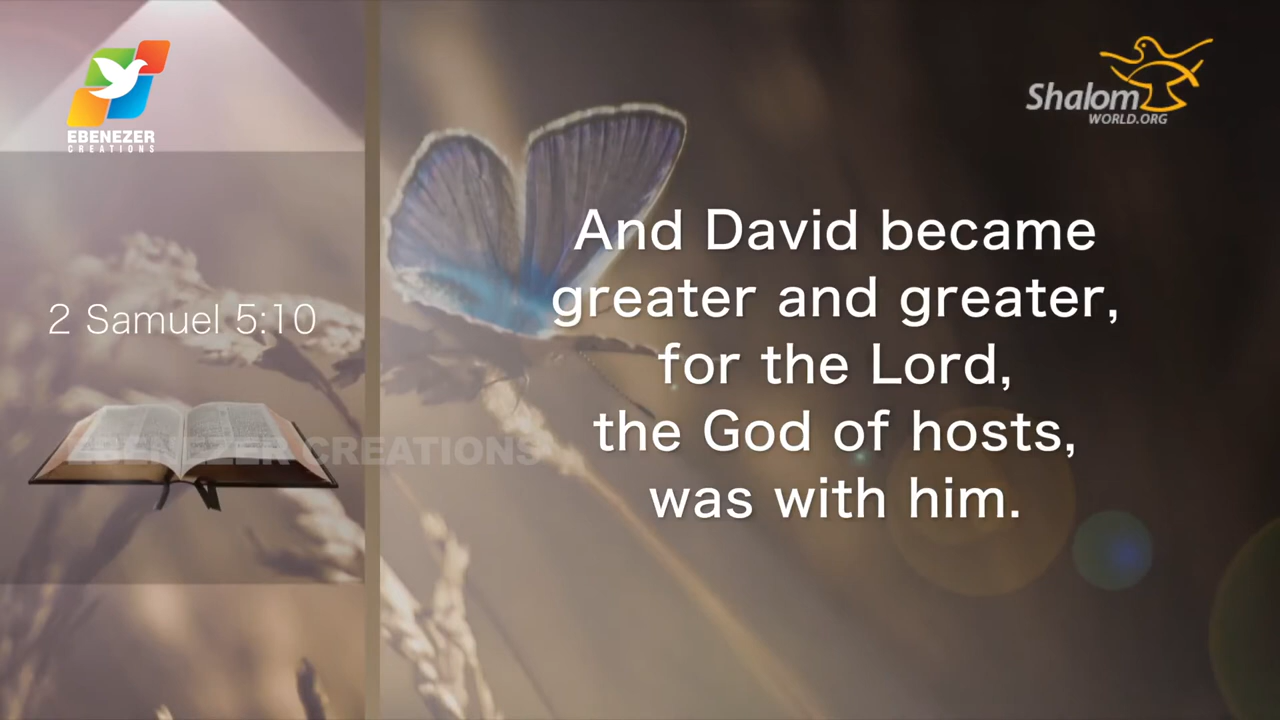 EBENEZER
CREATIONS
Shalom
WORLD.ORG
2 Samuel 5:10
And David became
greater and greater,
for the Lord,
the God of hosts,
was with him.
EBENEZER CREATIONS